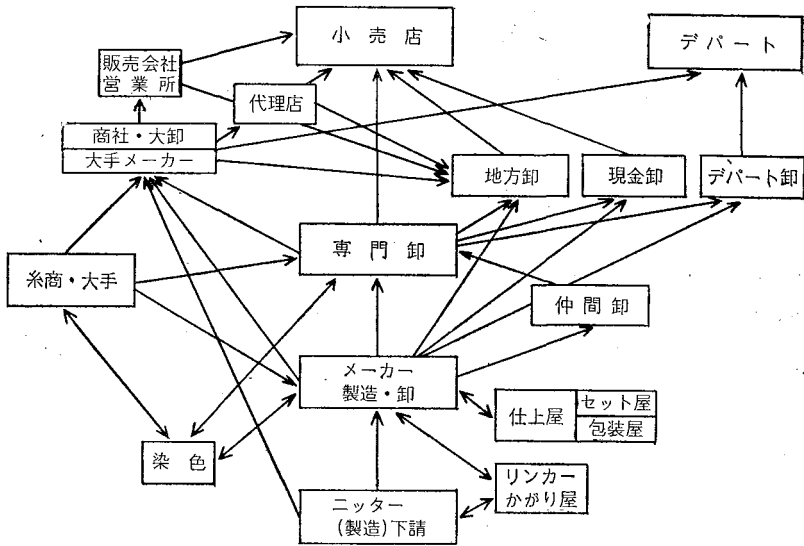 小売店
デパート
販売会社
営業所
代理店
商社・大卸
大手メーカー
地方卸
現金卸
デパート卸
専門卸
糸商・大手
仲間卸
メーカー
製造・卸
仕上屋
セット屋
包装屋
染色
リンカー
かがり屋
ニッター
(製造)下請